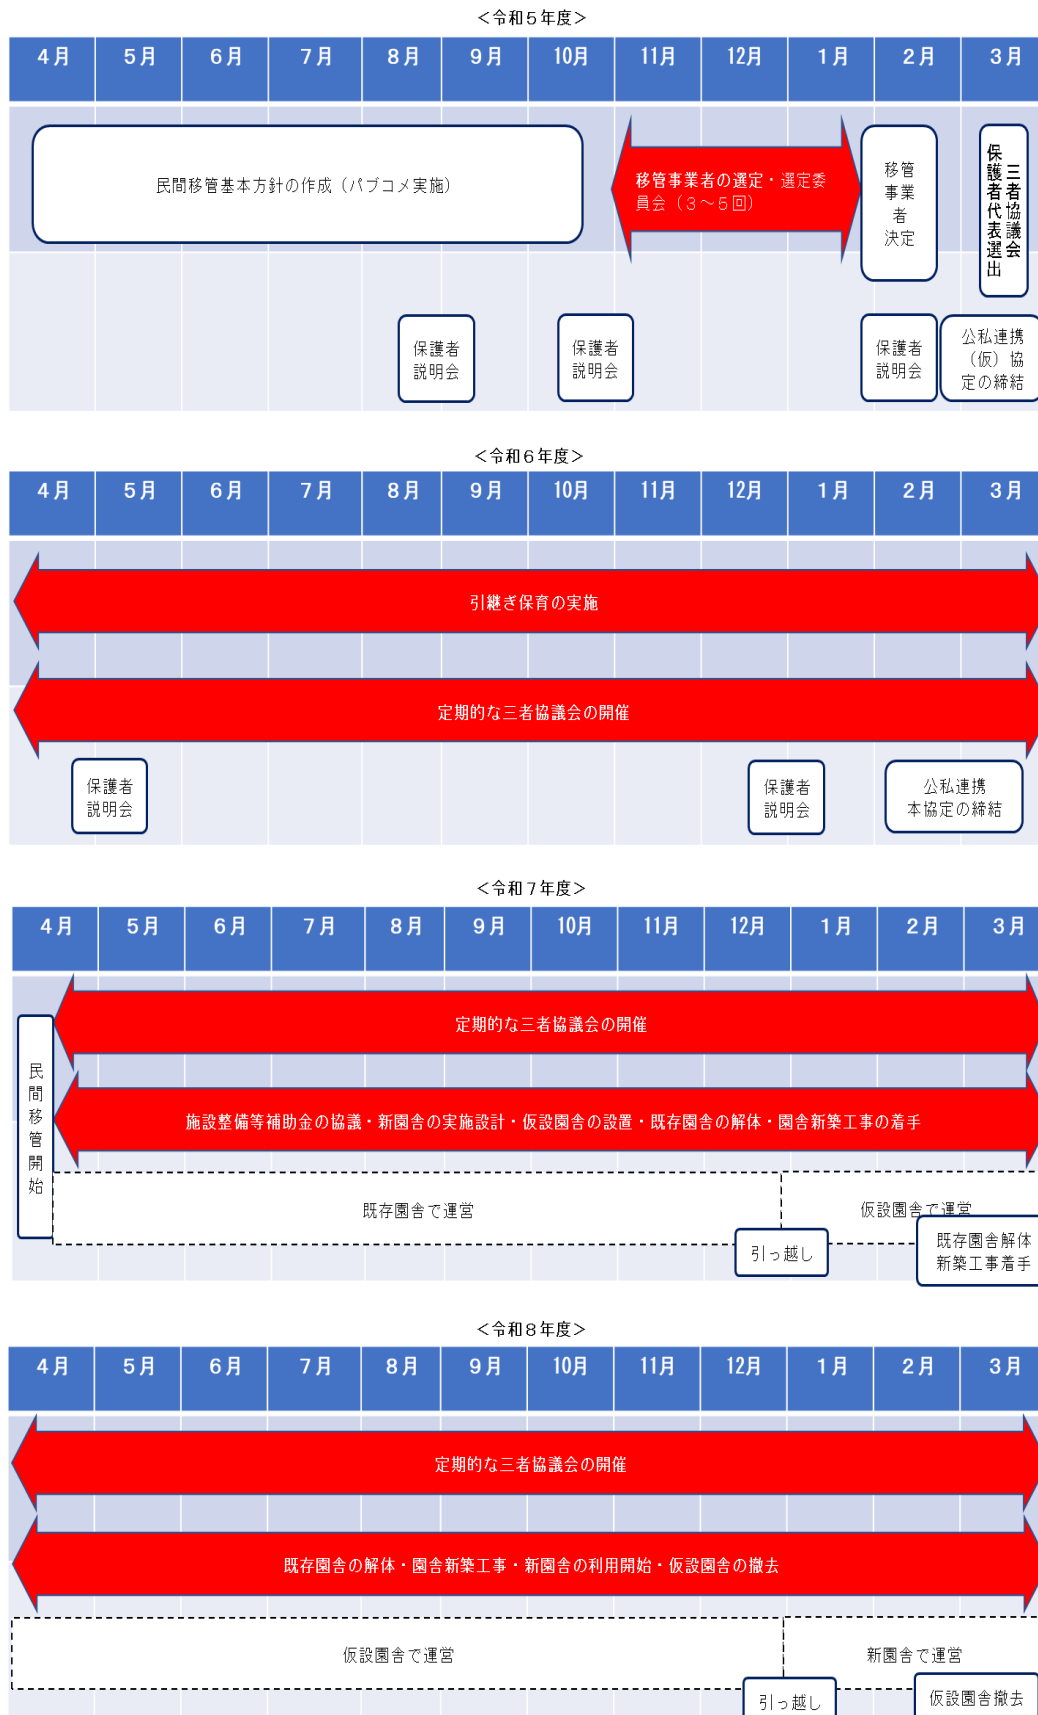 ＜令和５年度＞
４月 ５月 ６月 ７月 ８月 ９月 10月 11月 12月 １月 ２月 ３月
民間移管基本方針の作成（パブコメ実施）
移管事業者の選定・選定委
員会（３～５回）
移管
事業
者
決定
三者協議会
保護者代表選出
保護者
説明会
保護者
説明会
保護者
説明会
公私連携
（仮）協
定の締結
＜令和６年度＞
４月 ５月 ６月 ７月 ８月 ９月 10月 11月 12月 １月 ２月 ３月
引継ぎ保育の実施
定期的な三者協議会の開催
保護者
説明会
保護者
説明会
公私連携
本協定の締結
＜令和７年度＞
４月 ５月 ６月 ７月 ８月 ９月 10月 11月 12月 １月 ２月 ３月
民間移管開始
定期的な三者協議会の開催
施設整備等補助金の協議・新園舎の実施設計・仮設園舎の設置・既存園舎の解体・園舎新築工事の着手
既存園舎で運営
仮設園舎で運営
引っ越し
既存園舎解体
新築工事着手
＜令和８年度＞
４月 ５月 ６月 ７月 ８月 ９月 10月 11月 12月 １月 ２月 ３月
定期的な三者協議会の開催
既存園舎の解体・園舎新築工事・新園舎の利用開始・仮設園舎の撤去
仮設園舎で運営
新園舎で運営
引っ越し
仮設園舎撤去